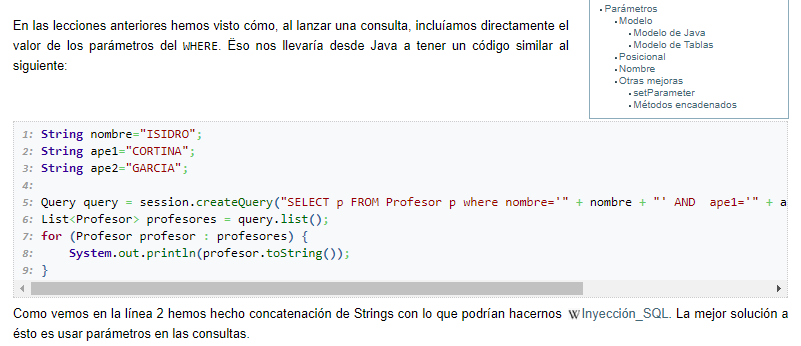 En las lecciones anteriores hemos visto cómo, al lanzar una consulta, incluíamos directamente el
valor de los parámetros del WHERE. Ëso nos llevaría desde Java a tener un código similar al
siguiente:
Parámetros
Modelo
Modelo de Java
Modelo de Tablas
Posicional
Nombre
Otras mejoras
setParameter
Métodos encadenados
1: String nombre="ISIDRO";
2: String ape1="CORTINA";
3: String ape2="GARCIA";
4:
5: Query query = session.createQuery("SELECT p FROM Profesor p where nombre='" + nombre + "' AND  ape1='" + a
6: List<Profesor> profesores = query.list();
7: for (Profesor profesor : profesores) {
8:     System.out.println(profesor.toString());
9: }
Como vemos en la línea 2 hemos hecho concatenación de Strings con lo que podrían hacernos W Inyección_SQL. La mejor solución a
ésto es usar parámetros en las consultas.